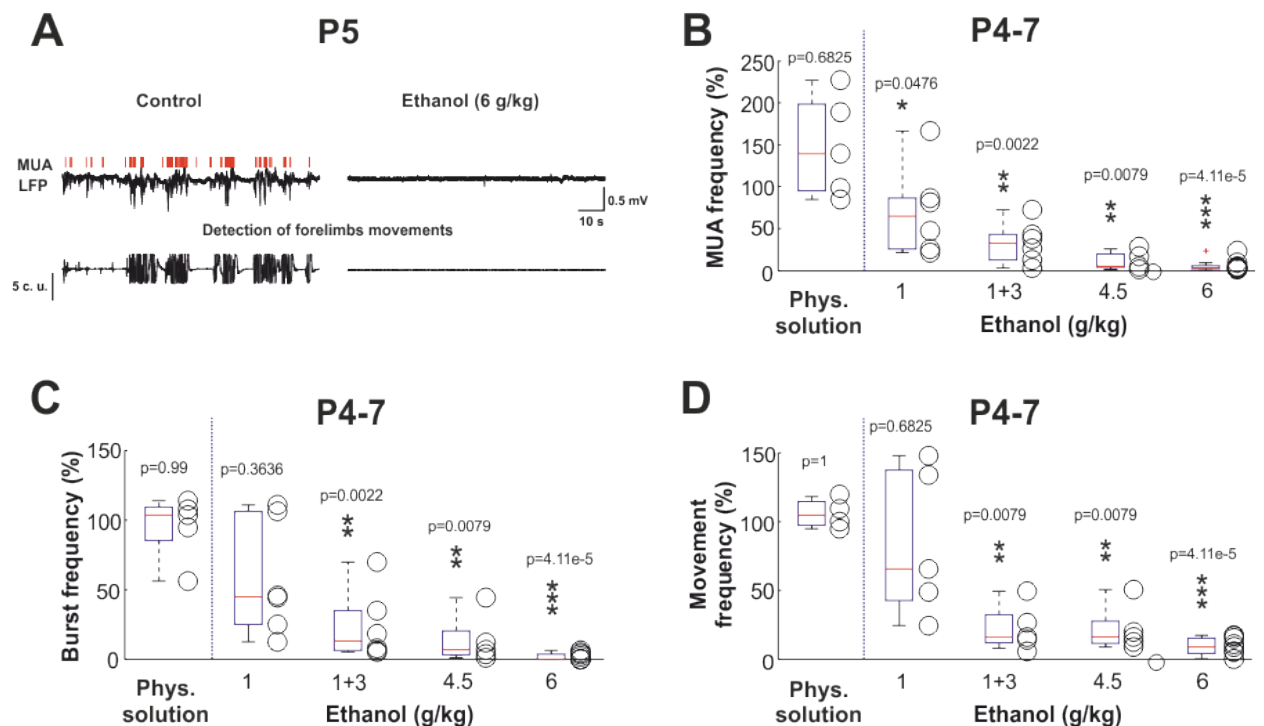 A
P5
Control
Ethanol (6 g/kg)
MUA
LFP
0.5 mV
10 s
Detection of forelimbs movements
5 c. u.
B
P4-7
MUA frequency (%)
250
200
150
100
50
0
p=0.6825
p=0.0476
*
p=0.0022
**
p=0.0079
**
p=4.11e-5
***
Phys.
solution
1
1+3
4.5
6
Ethanol (g/kg)
C
P4-7
Burst frequency (%)
150
100
50
0
p=0.99
p=0.3636
p=0.0022
**
p=0.0079
**
p=4.11e-5
***
Phys.
solution
1
1+3
4.5
6
Ethanol (g/kg)
D
P4-7
Movement
frequency (%)
150
100
50
0
p=1
p=0.6825
p=0.0079
**
p=0.0079
**
p=4.11e-5
***
Phys.
solution
1
1+3
4.5
6
Ethanol (g/kg)